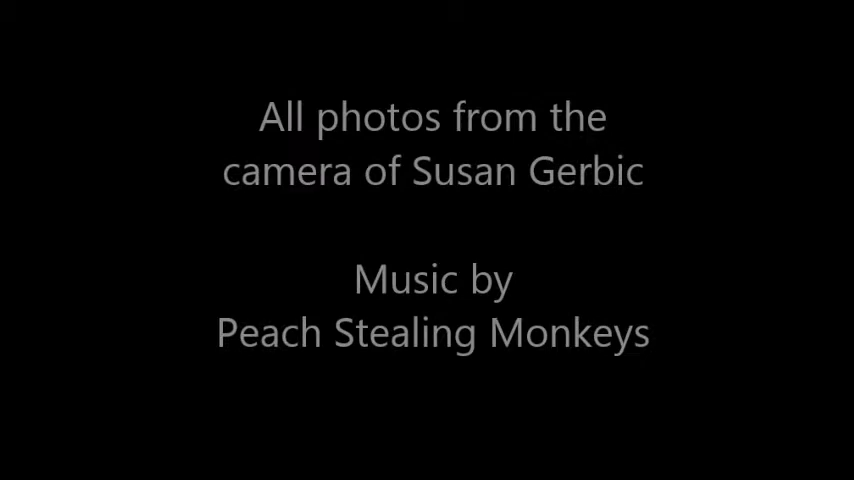 All photos from the
camera of Susan Gerbic
Music by
Peach Stealing Monkeys